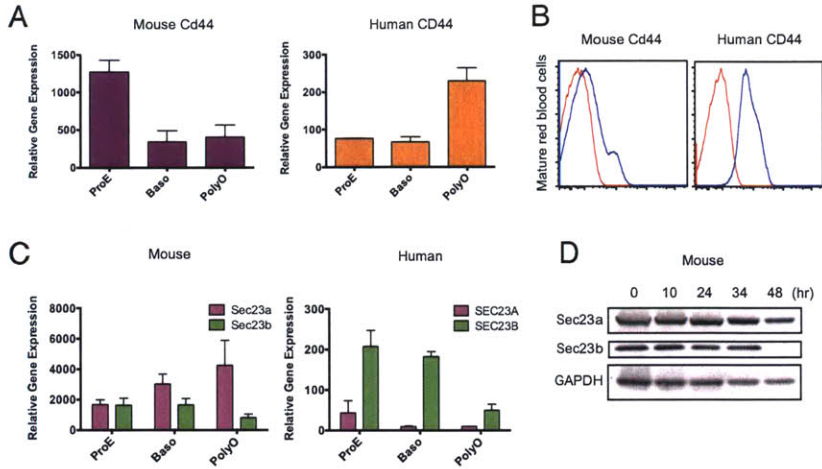 A
Mouse Cd44
Relative Gene Expression
1500
1000
500
0
ProE
Baso
PolyO
Human CD44
Relative Gene Expression
300
200
100
0
ProE
Baso
PolyO
B
Mouse Cd44
Human CD44
Mature red blood cells
C
Mouse
Relative Gene Expression
8000
6000
4000
2000
0
Sec23a
Sec23b
ProE
Baso
PolyO
Human
Relative Gene Expression
300
200
100
0
SEC23A
SEC23B
ProE
Baso
PolyO
D
Mouse
0 10 24 34 48 (hr)
Sec23a
Sec23b
GAPDH